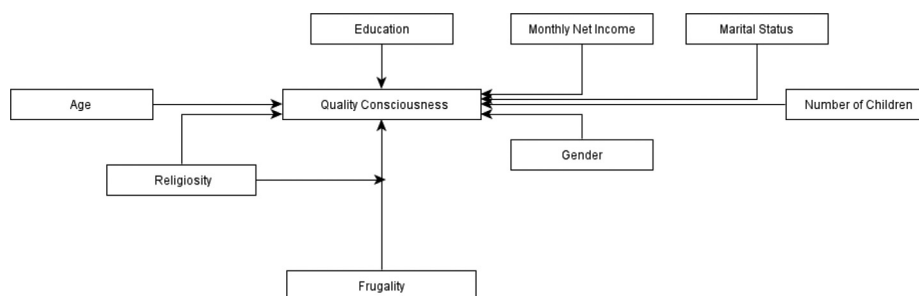 Education
Monthly Net Income
Marital Status
Age
Quality Consciousness
Number of Children
Gender
Religiosity
Frugality